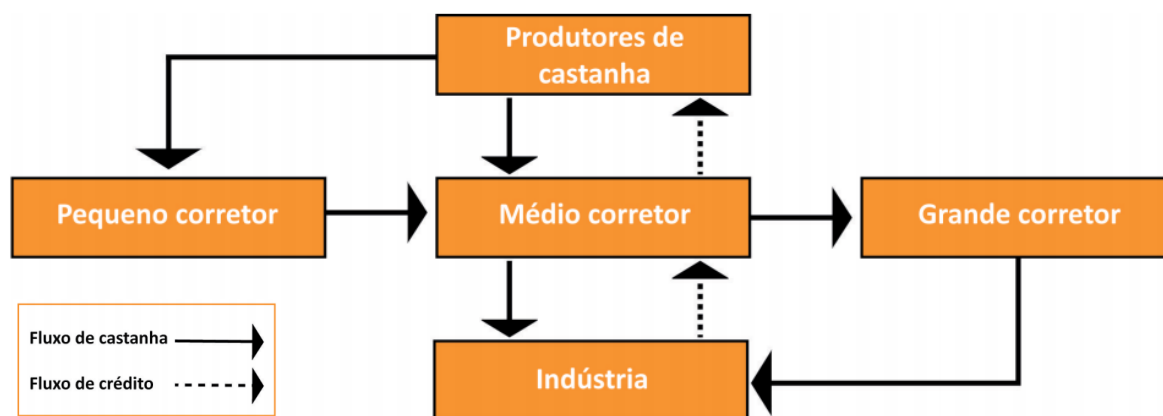 Produtores de
castanha
Pequeno corretor
Médio corretor
Grande corretor
Indústria
Fluxo de castanha
Fluxo de crédito